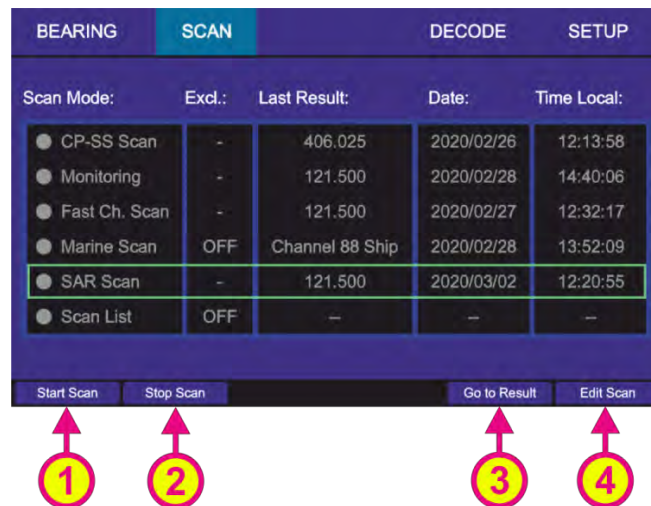 BEARING SCAN DECODE SETUP
Scan Mode: Excl.: Last Result: Date: Time Local:
CP-SS Scan - 406.025 2020/02/26 12:13:58
Monitoring - 121.500 2020/02/28 14:40:06
Fast Ch. Scan - 121.500 2020/02/27 12:32:17
Marine Scan OFF Channel 88 Ship 2020/02/28 13:52:09
SAR Scan - 121.500 2020/03/02 12:20:55
Scan List OFF -- -- --
Start Scan Stop Scan Go to Result Edit Scan
1 2 3 4